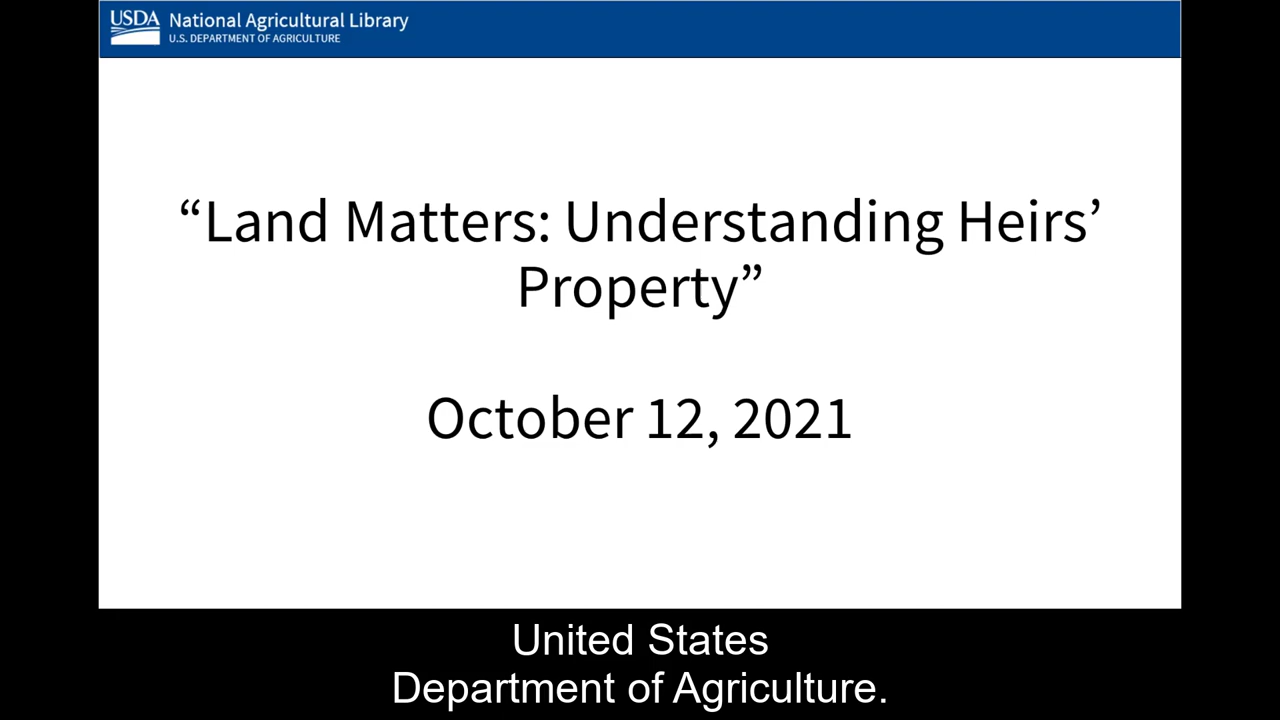 USDA
National Agricultural Library
U.S. DEPARTMENT OF AGRICULTURE
“Land Matters: Understanding Heirs’
Property”
October 12, 2021
United States
Department of Agriculture.